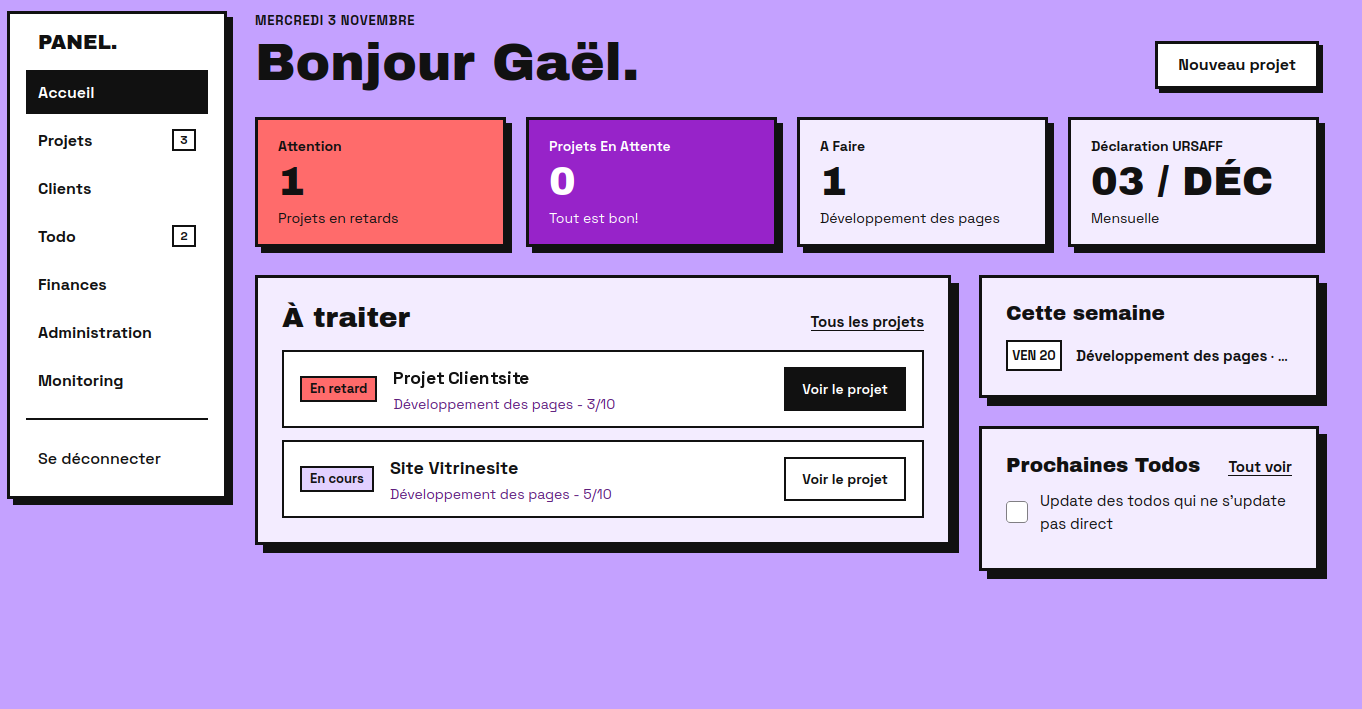 PANEL.
Accueil
Projets 3
Clients
Todo 2
Finances
Administration
Monitoring
Se déconnecter
MERCREDI 3 NOVEMBRE
Bonjour Gaël.
Nouveau projet
Attention
1
Projets en retards
Projets En Attente
0
Tout est bon!
A Faire
1
Développement des pages
Déclaration URSAFF
03 / DÉC
Mensuelle
À traiter
Tous les projets
En retard
Projet Clientsite
Développement des pages - 3/10
Voir le projet
En cours
Site Vitrinesite
Développement des pages - 5/10
Voir le projet
Cette semaine
VEN 20
Développement des pages · ...
Prochaines Todos
Tout voir
Update des todos qui ne s'update
pas direct